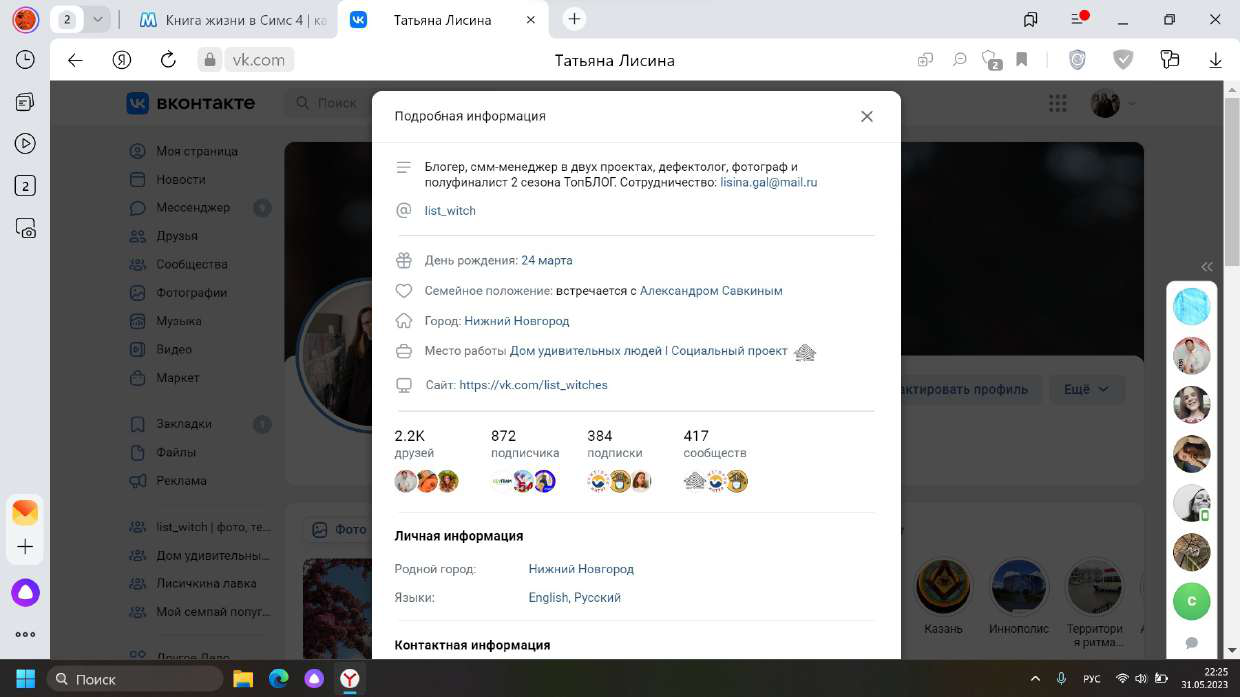 2
Книга жизни в Симс 4 | ка
Татьяна Лисина
vk.com
Татьяна Лисина
2
вконтакте
Поиск
Подробная информация
Моя страница
Новости
Мессенджер
Друзья
Сообщества
Фотографии
Музыка
Видео
Маркет
Закладки
Файлы
Реклама
list_witch | фото, те...
Дом удивительны...
Лисичкина лавка
Мой семпай попуг...
2
Блогер, смм-менеджер в двух проектах, дефектолог, фотограф и
полуфиналист 2 сезона ТопБЛОГ. Сотрудничество: lisina.gal@mail.ru
list_witch
День рождения: 24 марта
Семейное положение: встречается с Александром Савкиным
Город: Нижний Новгород
Место работы Дом удивительных людей I Социальный проект
Сайт: https://vk.com/list_witches
актировать профиль
Ещё
2.2K 872 384 417
друзей подписчика подписки сообществ
Личная информация
Родной город: Нижний Новгород
Языки: English, Русский
Контактная информация
Фото
Казань
Иннополис
Территори
я ритма...
С
Поиск
РУС
22:25
31.05.2023